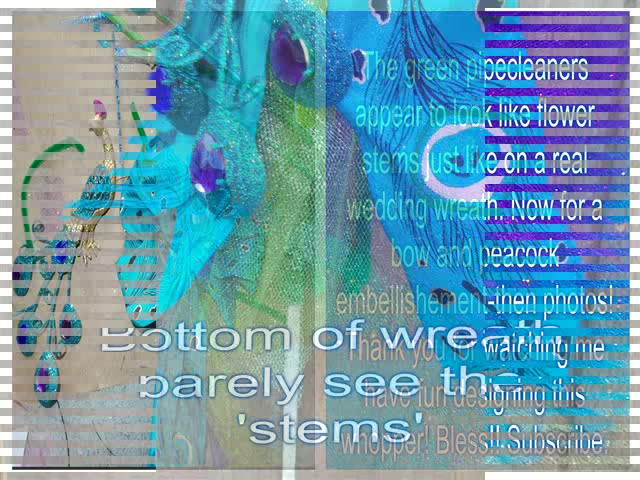 The green pipecleaners
appear to look like flower
stems just like on a real
wedding wreath. Now for a
bow and peacock
embellishement-then photos!
Thank you for watching me
have fun designing this
whopper! Bless!! Subscribe.
Bottom of wreath
barely see the
'stems'